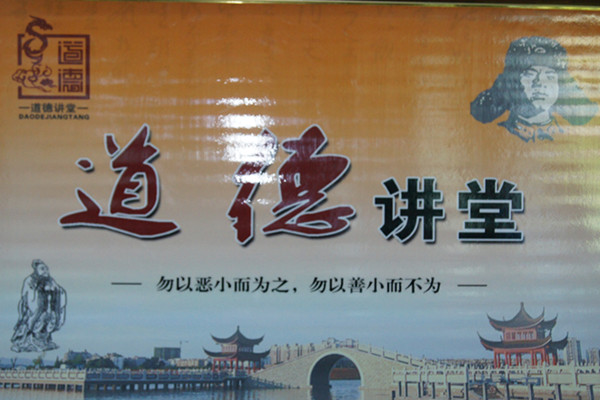 道德
—道德讲堂—
DAODEJIANGTANG
道德讲堂
— 勿以恶小而为之，勿以善小而不为 —